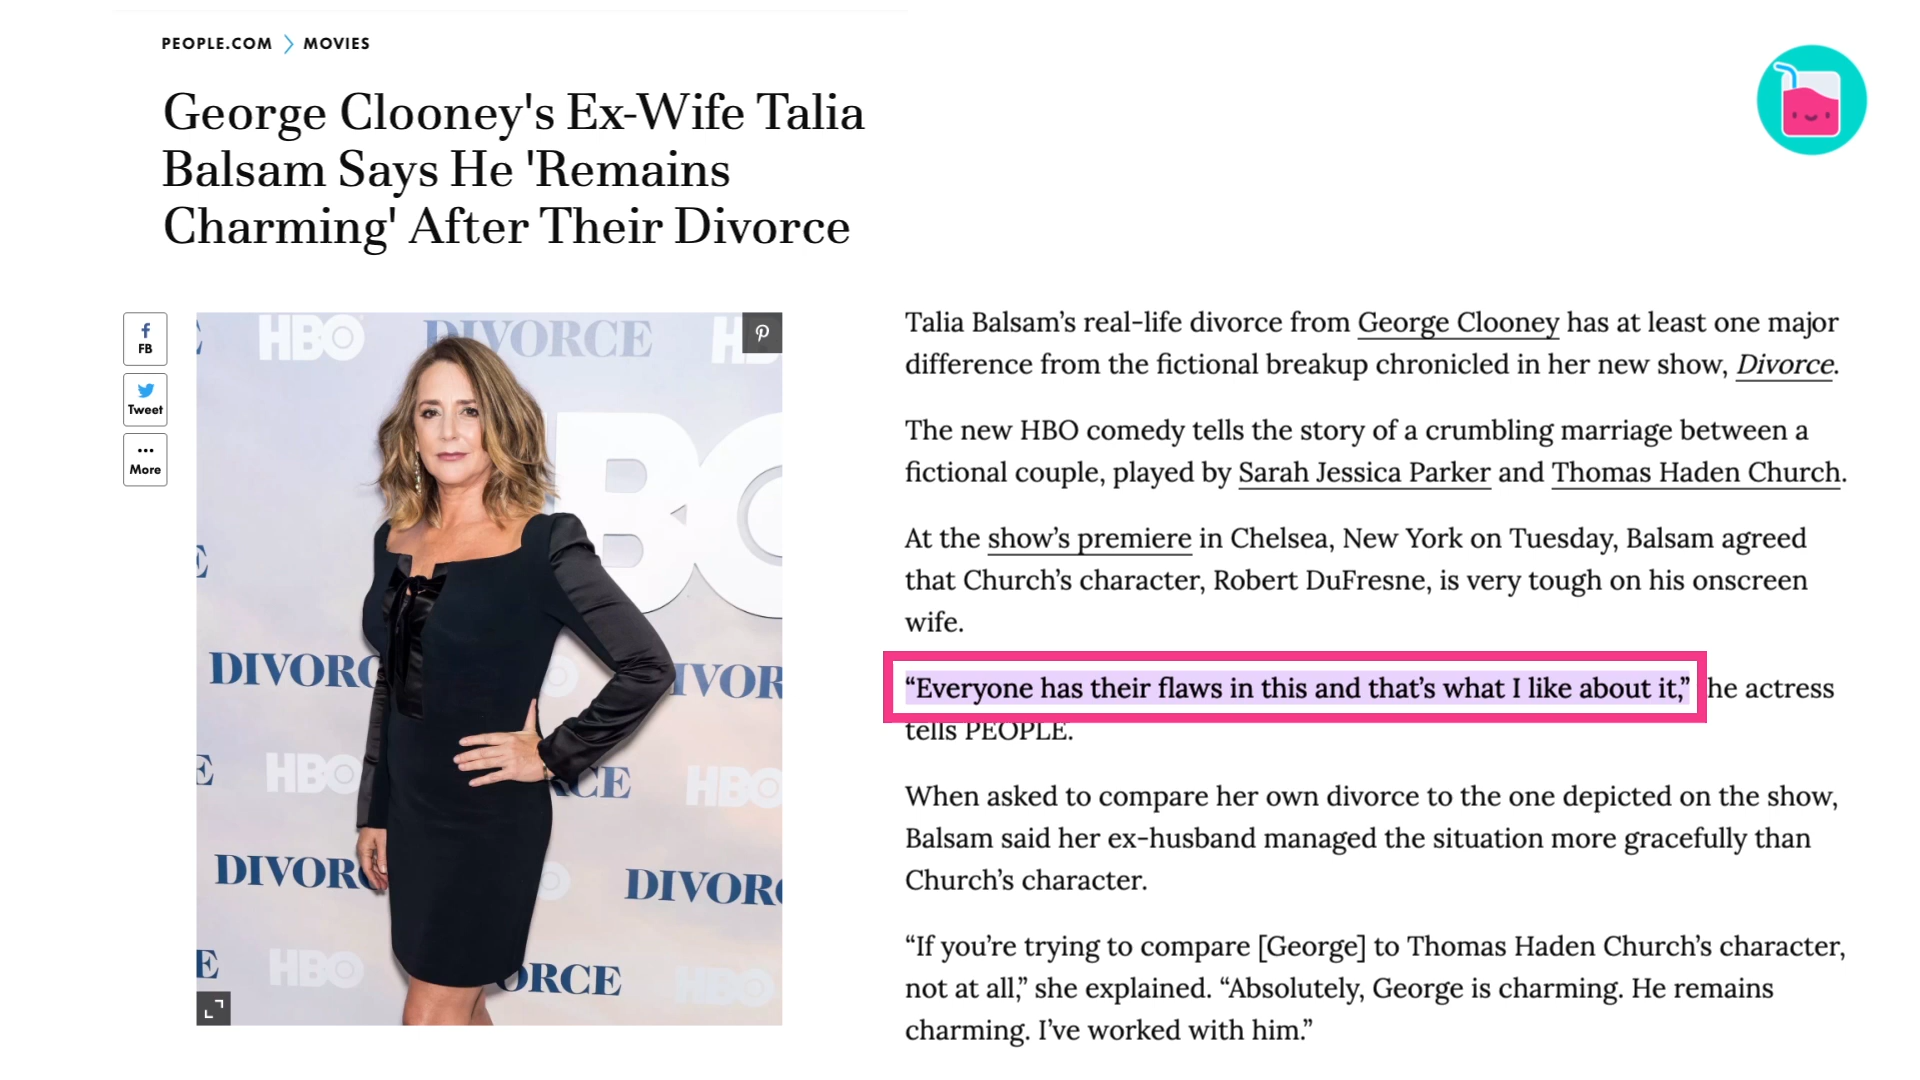 PEOPLE.COM > MOVIES
George Clooney's Ex-Wife Talia
Balsam Says He 'Remains
Charming' After Their Divorce
FB
Tweet
More
HBO DIVORCE H
DIVORC IVOR
HBO CE HBO
DIVORC DIVORC
E HBO ORCE HBO
Talia Balsam’s real-life divorce from George Clooney has at least one major
difference from the fictional breakup chronicled in her new show, Divorce.
The new HBO comedy tells the story of a crumbling marriage between a
fictional couple, played by Sarah Jessica Parker and Thomas Haden Church.
At the show’s premiere in Chelsea, New York on Tuesday, Balsam agreed
that Church’s character, Robert DuFresne, is very tough on his onscreen
wife.
“Everyone has their flaws in this and that’s what I like about it,” he actress
tells PEOPLE.
When asked to compare her own divorce to the one depicted on the show,
Balsam said her ex-husband managed the situation more gracefully than
Church’s character.
“If you’re trying to compare [George] to Thomas Haden Church’s character,
not at all,” she explained. “Absolutely, George is charming. He remains
charming. I’ve worked with him.”